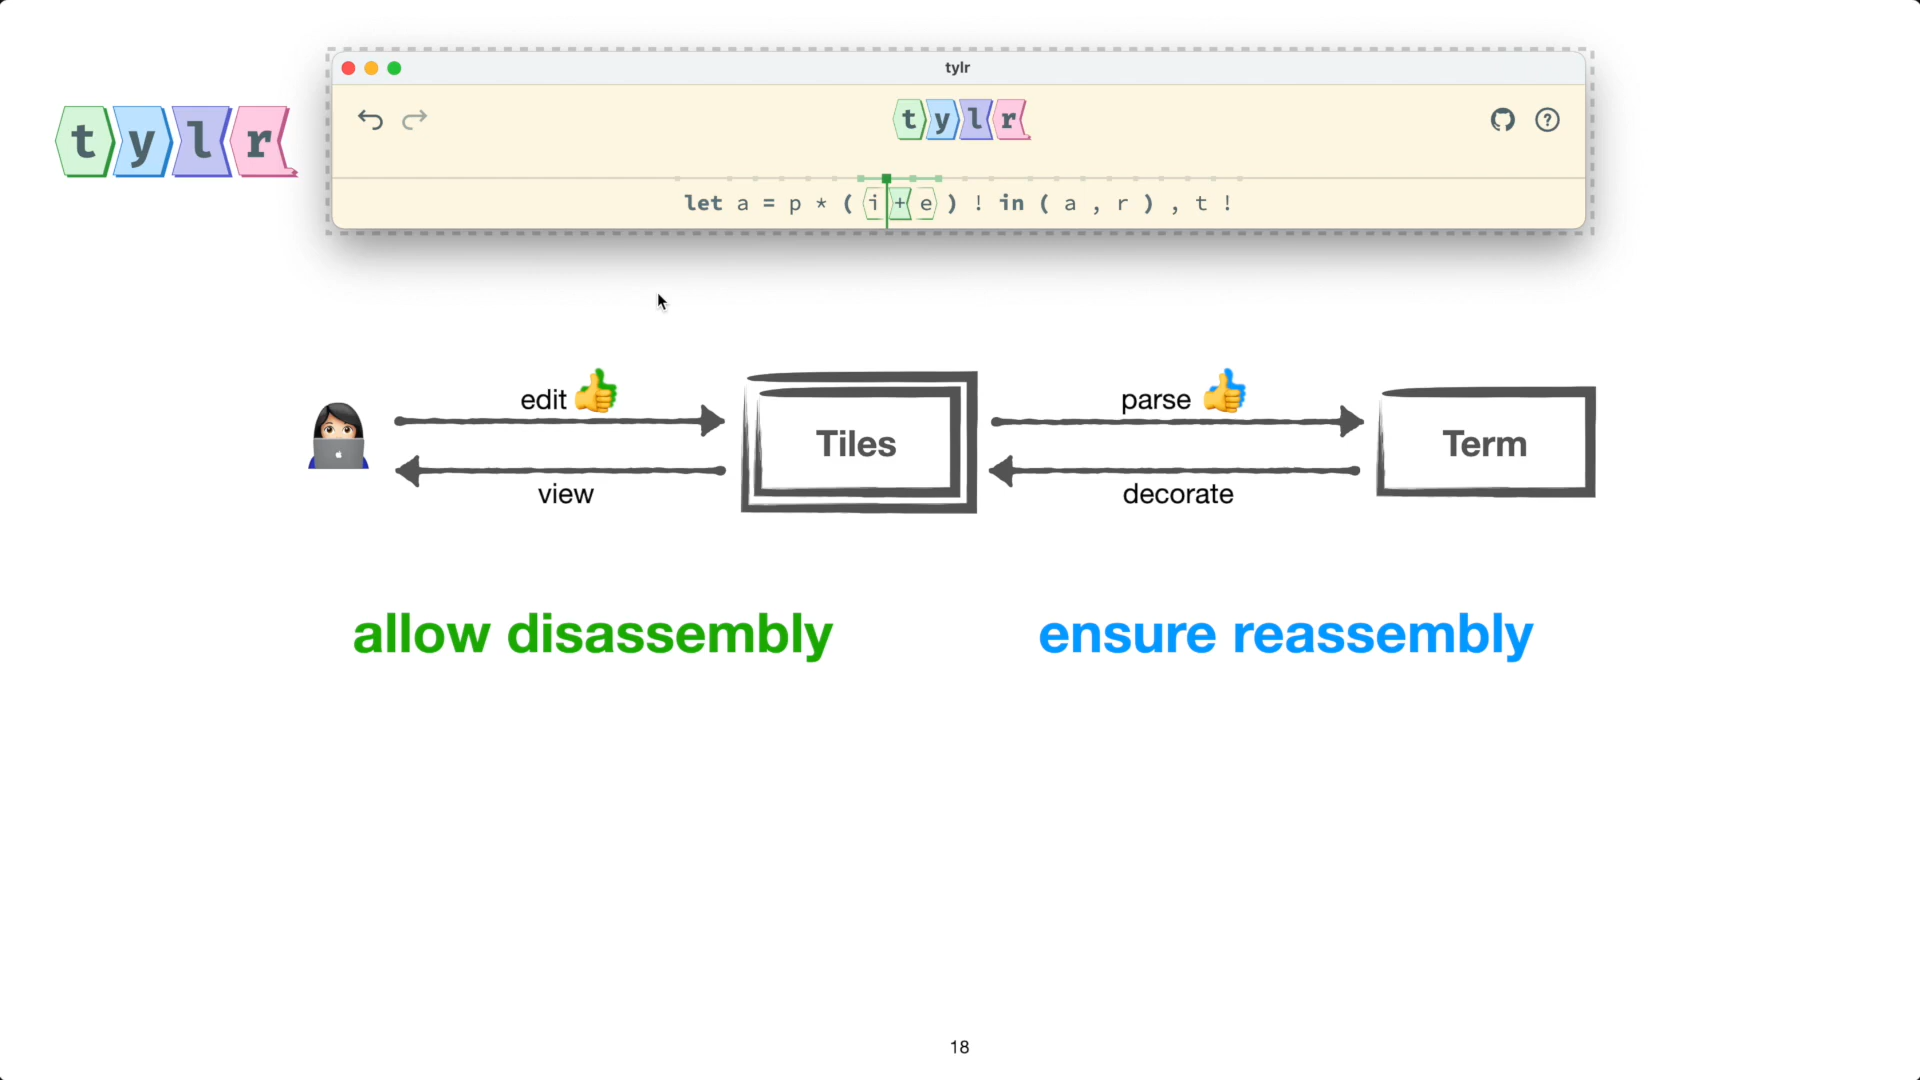 tylr
tylr
tylr
let a = p * ( i + e ) ! in ( a , r ) , t !
edit
parse
Tiles
Term
view
decorate
allow disassembly
ensure reassembly
18